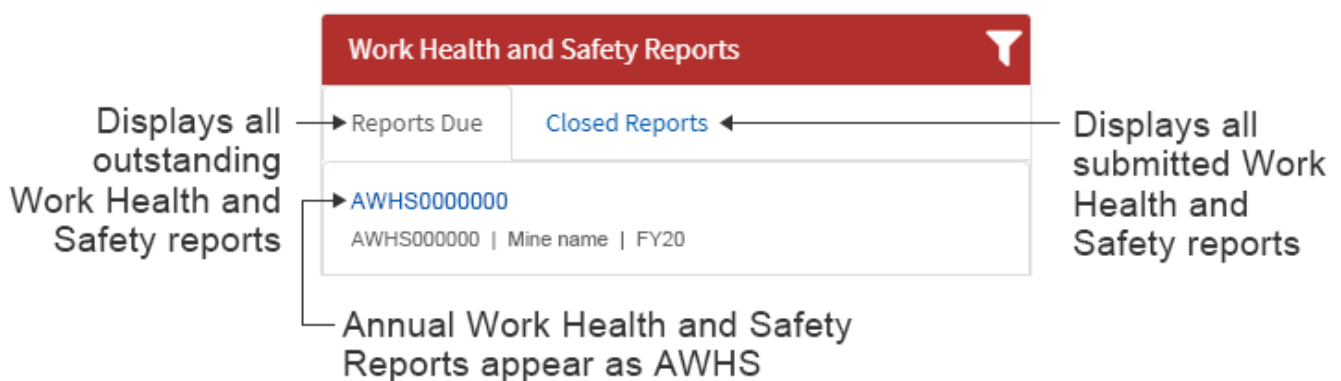 Work Health and Safety Reports
Displays all
outstanding
Work Health and
Safety reports
Reports Due
Closed Reports
Displays all
submitted Work
Health and
Safety reports
AWHS0000000
AWHS000000 | Mine name | FY20
Annual Work Health and Safety
Reports appear as AWHS